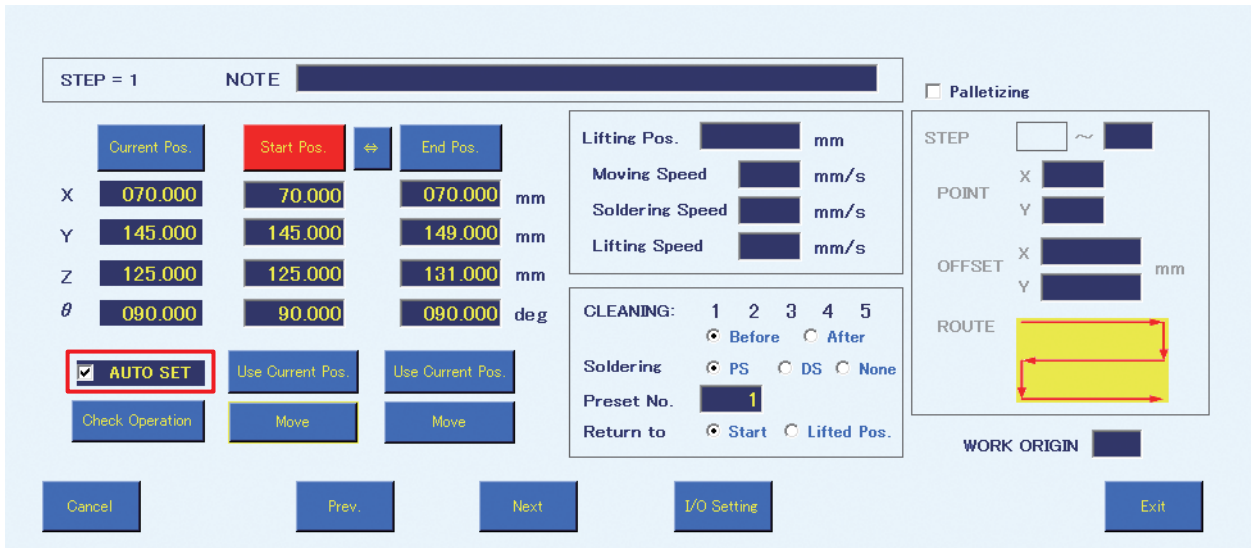 STEP = 1 NOTE
Palletizing
Current Pos. Start Pos. ⇔ End Pos.
X 070.000 70.000 070.000 mm
Y 145.000 145.000 149.000 mm
Z 125.000 125.000 131.000 mm
θ 090.000 90.000 090.000 deg
AUTO SET Use Current Pos. Use Current Pos.
Check Operation Move Move
Lifting Pos. mm
Moving Speed mm/s
Soldering Speed mm/s
Lifting Speed mm/s
CLEANING: 1 2 3 4 5
Before After
Soldering PS DS None
Preset No. 1
Return to Start Lifted Pos.
STEP ～
POINT X
Y
OFFSET X
Y mm
ROUTE
WORK ORIGIN
Cancel Prev. Next I/O Setting Exit